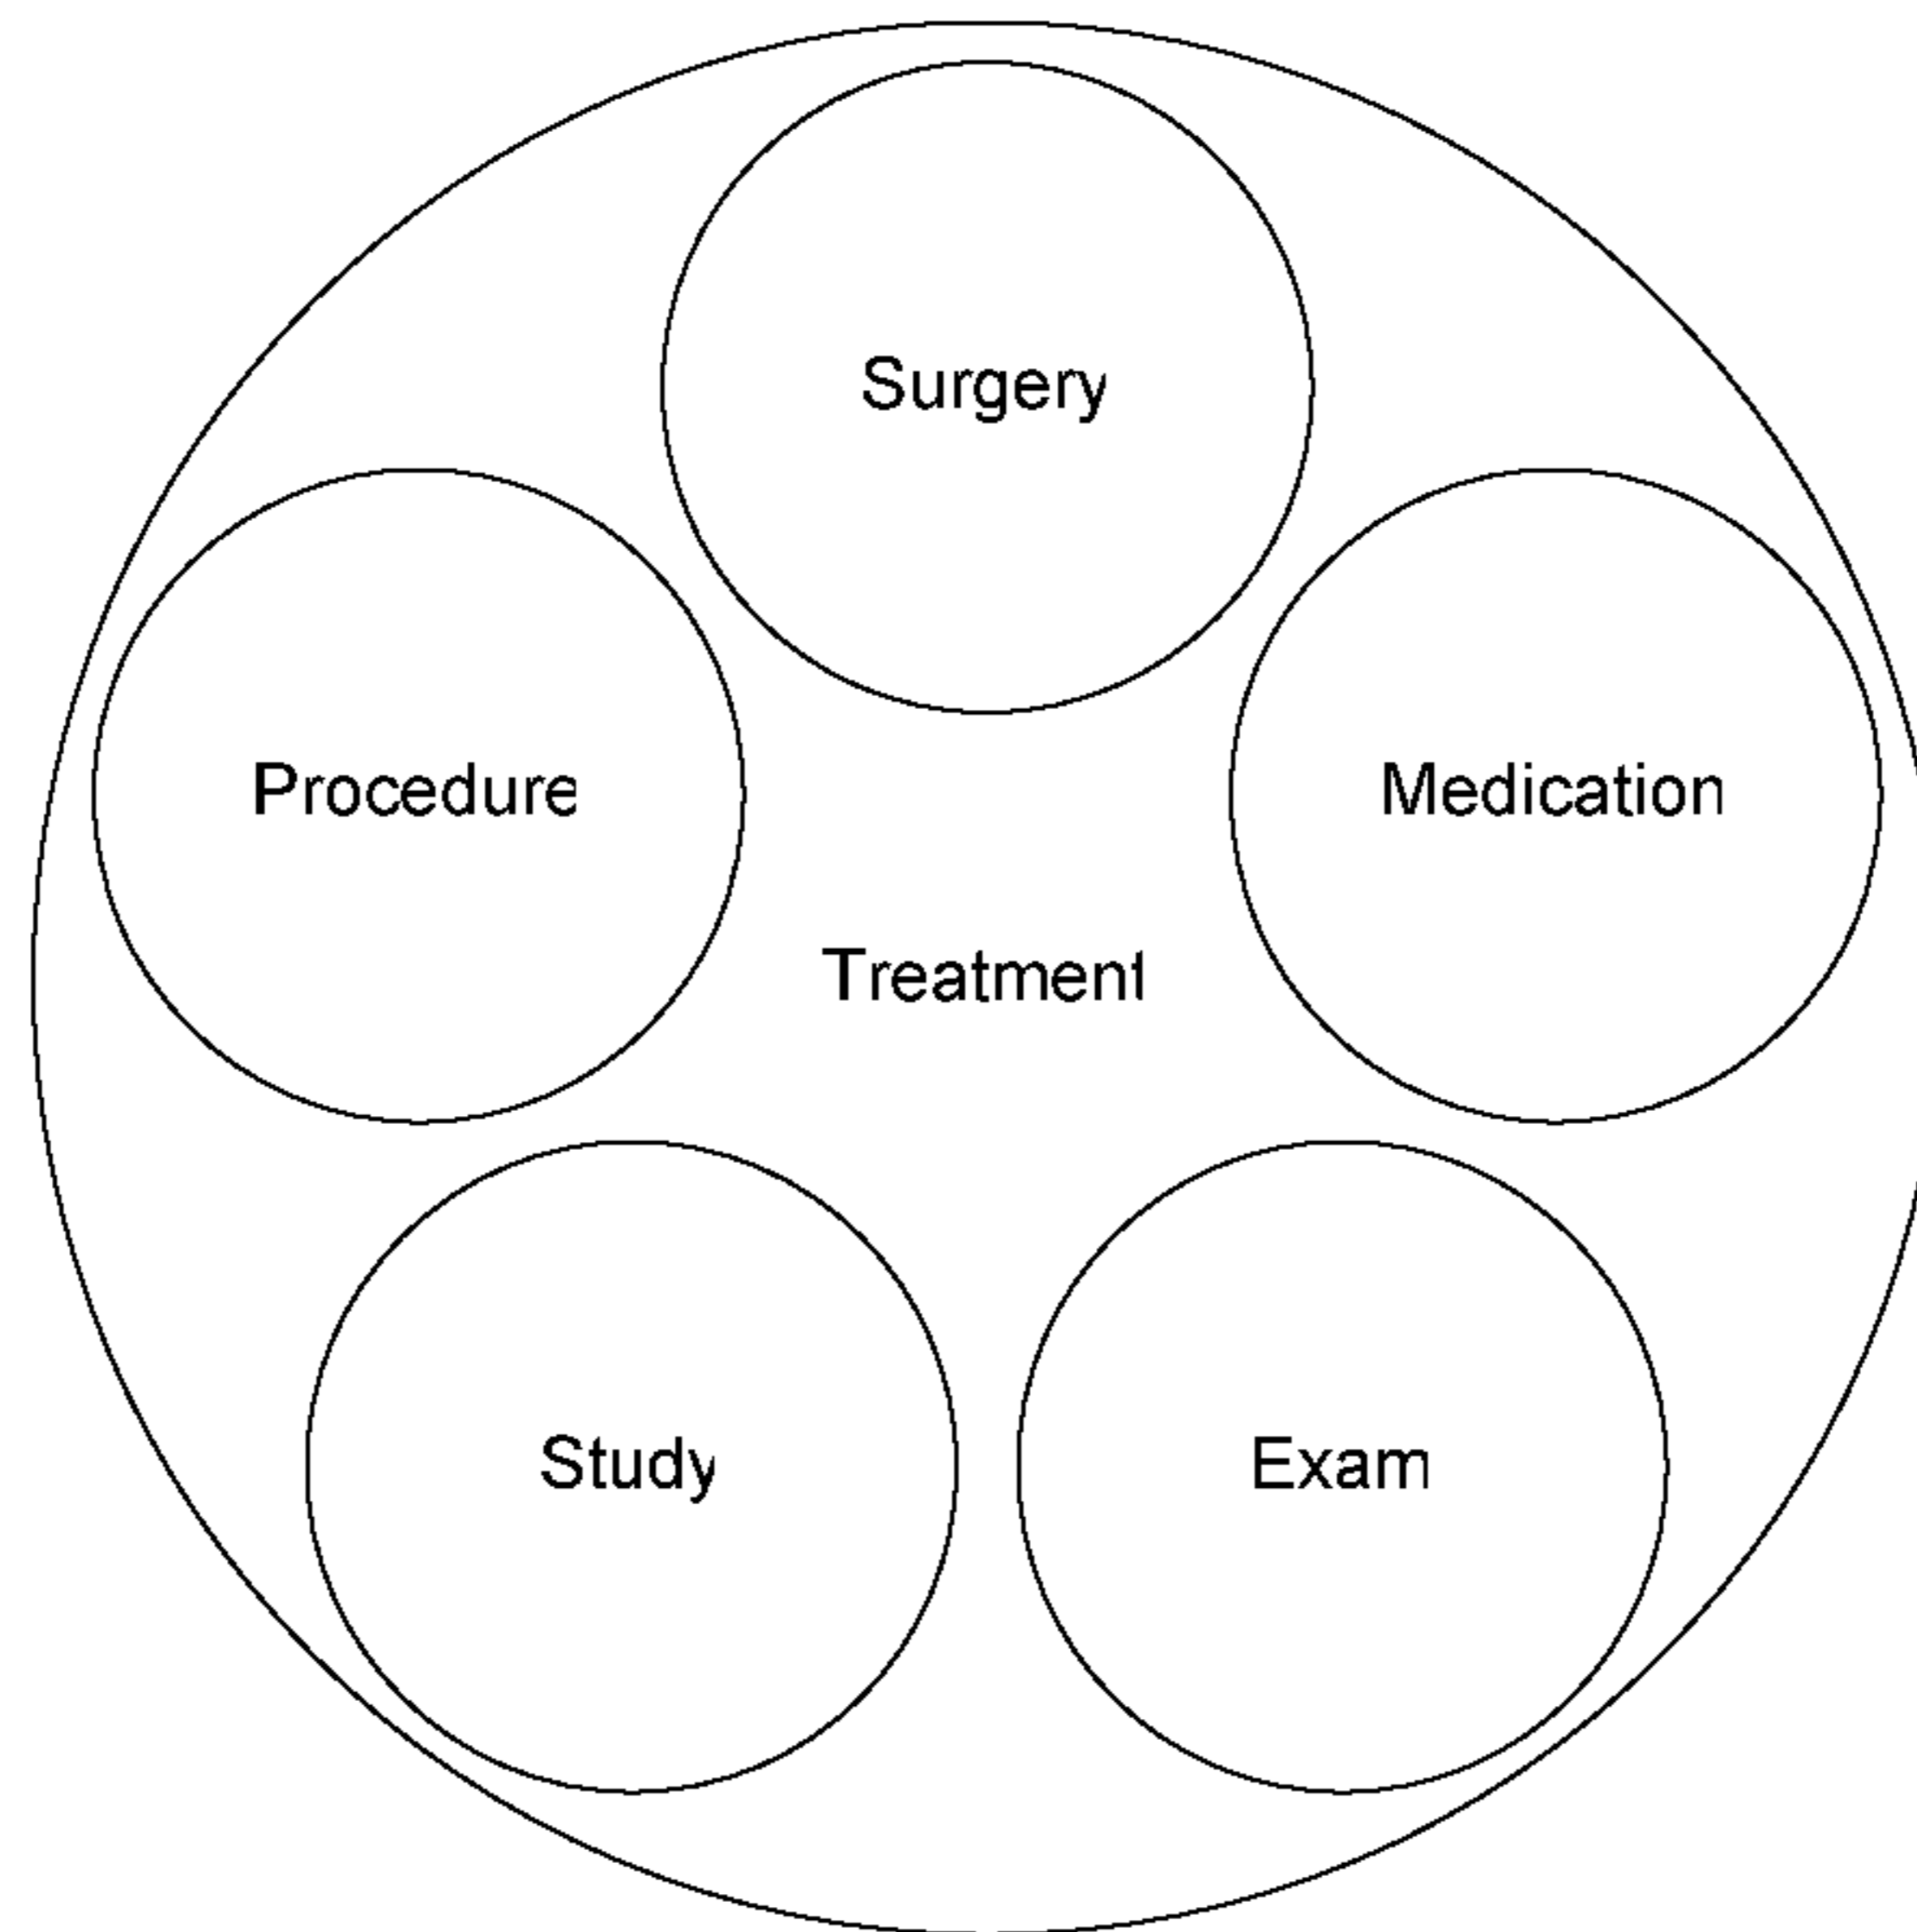 Surgery
Procedure
Medication
Treatment
Study
Exam